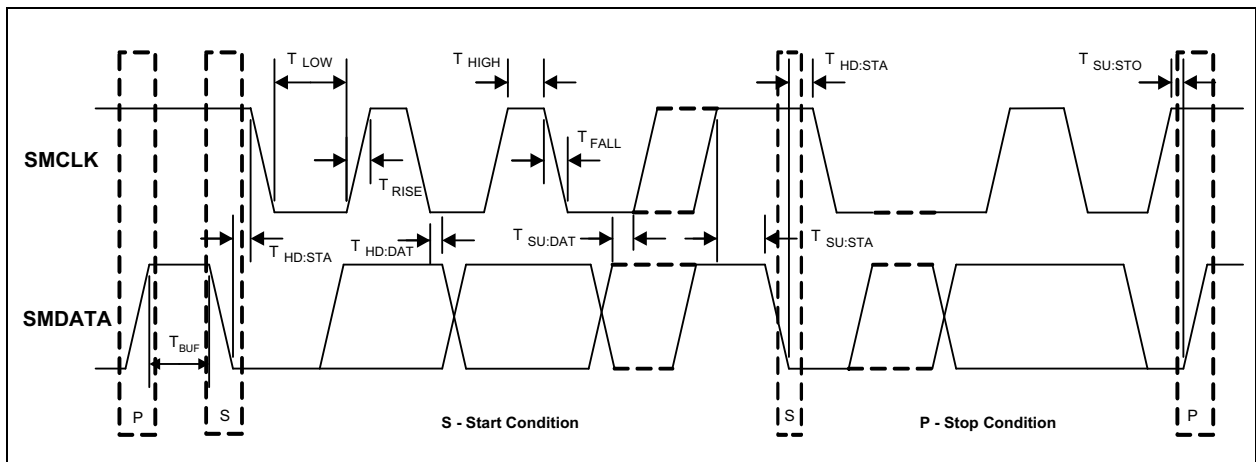 T LOW
T HIGH
T HD:STA
T SU:STO
SMCLK
T FALL
T RISE
T HD:STA
T HD:DAT
T SU:DAT
T SU:STA
SMDATA
T BUF
P
S
S - Start Condition
S
P - Stop Condition
P